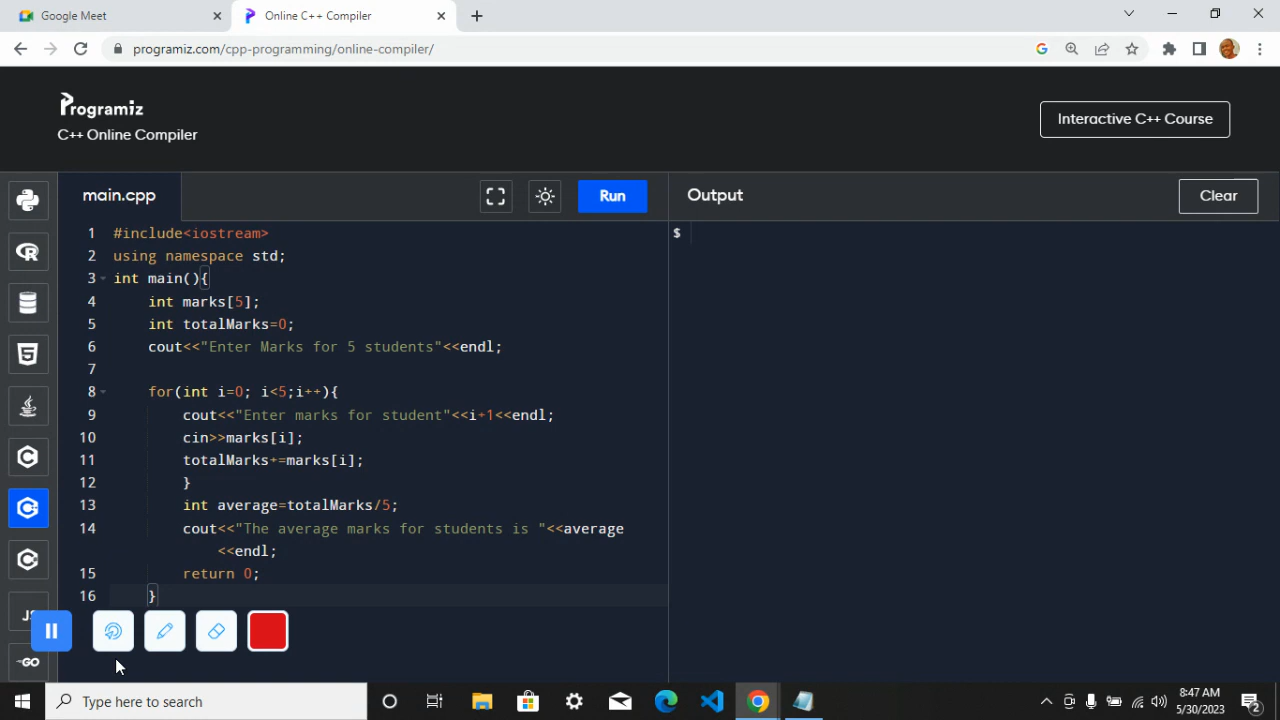 Google Meet
Online C++ Compiler
programiz.com/cpp-programming/online-compiler/
Programiz
C++ Online Compiler
Interactive C++ Course
main.cpp
Run
Output
Clear
1 #include<iostream>
2 using namespace std;
3 int main(){
4 int marks[5];
5 int totalMarks=0;
6 cout<<"Enter Marks for 5 students"<<endl;
7
8 for(int i=0; i<5;i++){
9 cout<<"Enter marks for student"<<i+1<<endl;
10 cin>>marks[i];
11 totalMarks+=marks[i];
12 }
13 int average=totalMarks/5;
14 cout<<"The average marks for students is "<<average
<<endl;
15 return 0;
16 }
$
JS
GO
Type here to search
8:47 AM
5/30/2023
2